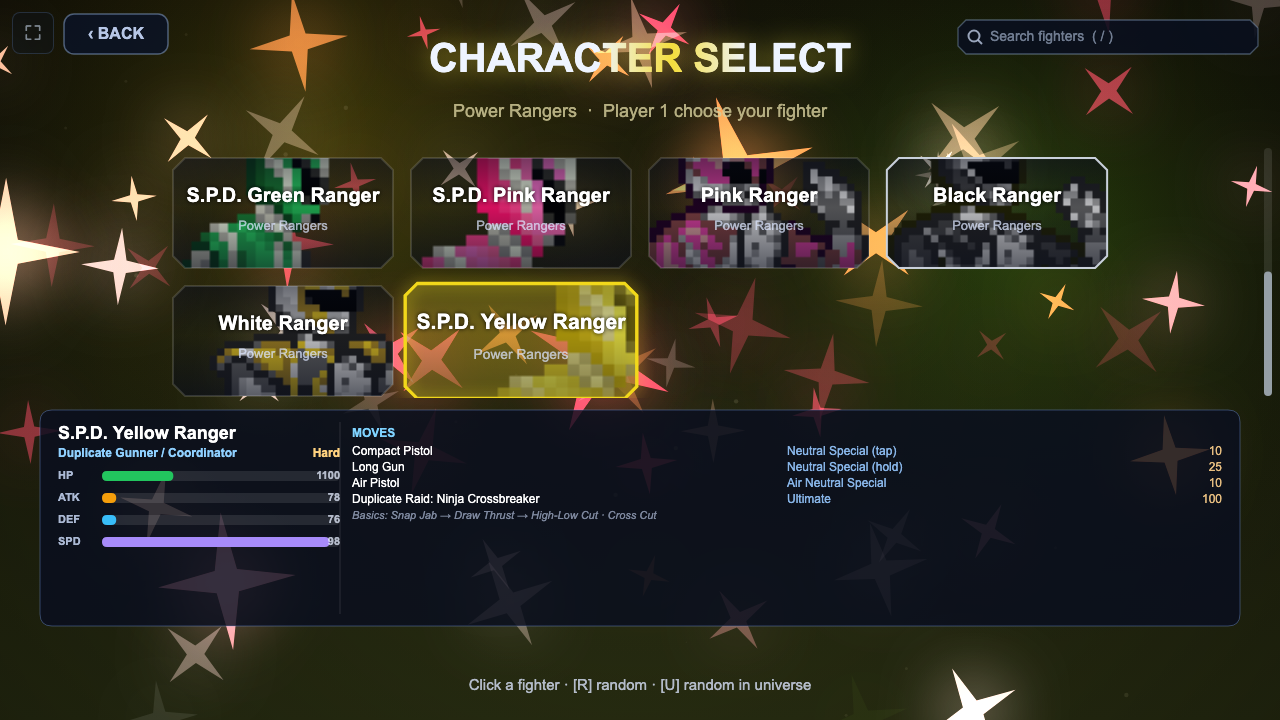 ‹ BACK
CHARACTER SELECT
Search fighters ( / )
Power Rangers · Player 1 choose your fighter
S.P.D. Green Ranger
Power Rangers
S.P.D. Pink Ranger
Power Rangers
Pink Ranger
Power Rangers
Black Ranger
Power Rangers
White Ranger
Power Rangers
S.P.D. Yellow Ranger
Power Rangers
S.P.D. Yellow Ranger
Duplicate Gunner / Coordinator Hard
HP 1100
ATK 78
DEF 76
SPD 98
MOVES
Compact Pistol Neutral Special (tap) 10
Long Gun Neutral Special (hold) 25
Air Pistol Air Neutral Special 10
Duplicate Raid: Ninja Crossbreaker Ultimate 100
Basics: Snap Jab → Draw Thrust → High-Low Cut · Cross Cut
Click a fighter · [R] random · [U] random in universe